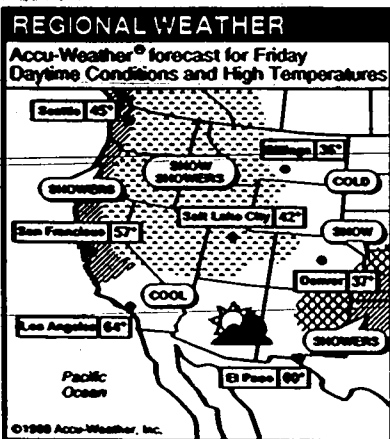 REGIONAL WEATHER
Accu-Weather® forecast for Friday
Daytime Conditions and High Temperatures
Seattle 45°
Billings 36°
SNOW
SHOWERS
COLD
SHOWERS
Salt Lake City 42°
San Francisco 57°
SNOW
Denver 37°
COOL
Los Angeles 64°
SHOWERS
El Paso 60°
Pacific
Ocean
©1988 Accu-Weather, Inc.